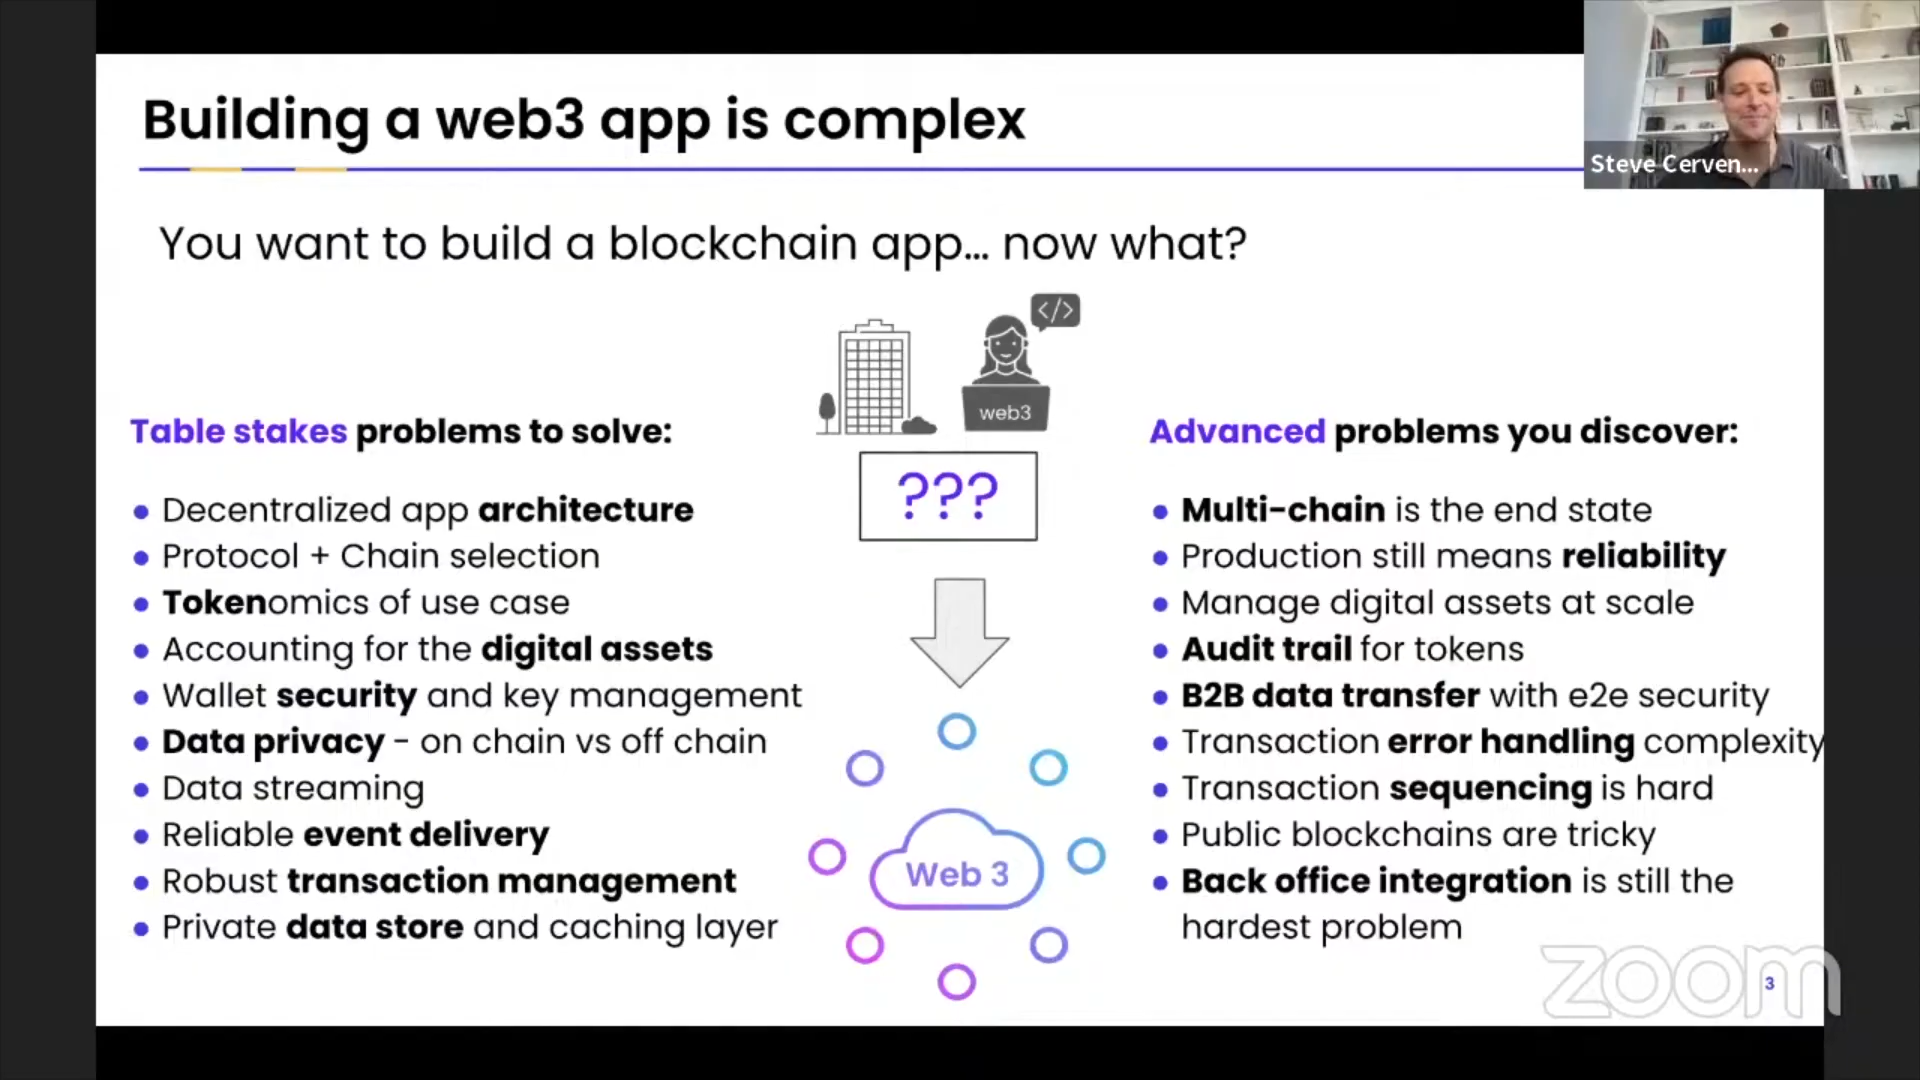 Building a web3 app is complex
Steve Cerven...
You want to build a blockchain app... now what?
</>
web3
Table stakes problems to solve:
• Decentralized app architecture
• Protocol + Chain selection
• Tokenomics of use case
• Accounting for the digital assets
• Wallet security and key management
• Data privacy - on chain vs off chain
• Data streaming
• Reliable event delivery
• Robust transaction management
• Private data store and caching layer
???
Web 3
Advanced problems you discover:
• Multi-chain is the end state
• Production still means reliability
• Manage digital assets at scale
• Audit trail for tokens
• B2B data transfer with e2e security
• Transaction error handling complexity
• Transaction sequencing is hard
• Public blockchains are tricky
• Back office integration is still the
hardest problem
zoom
3